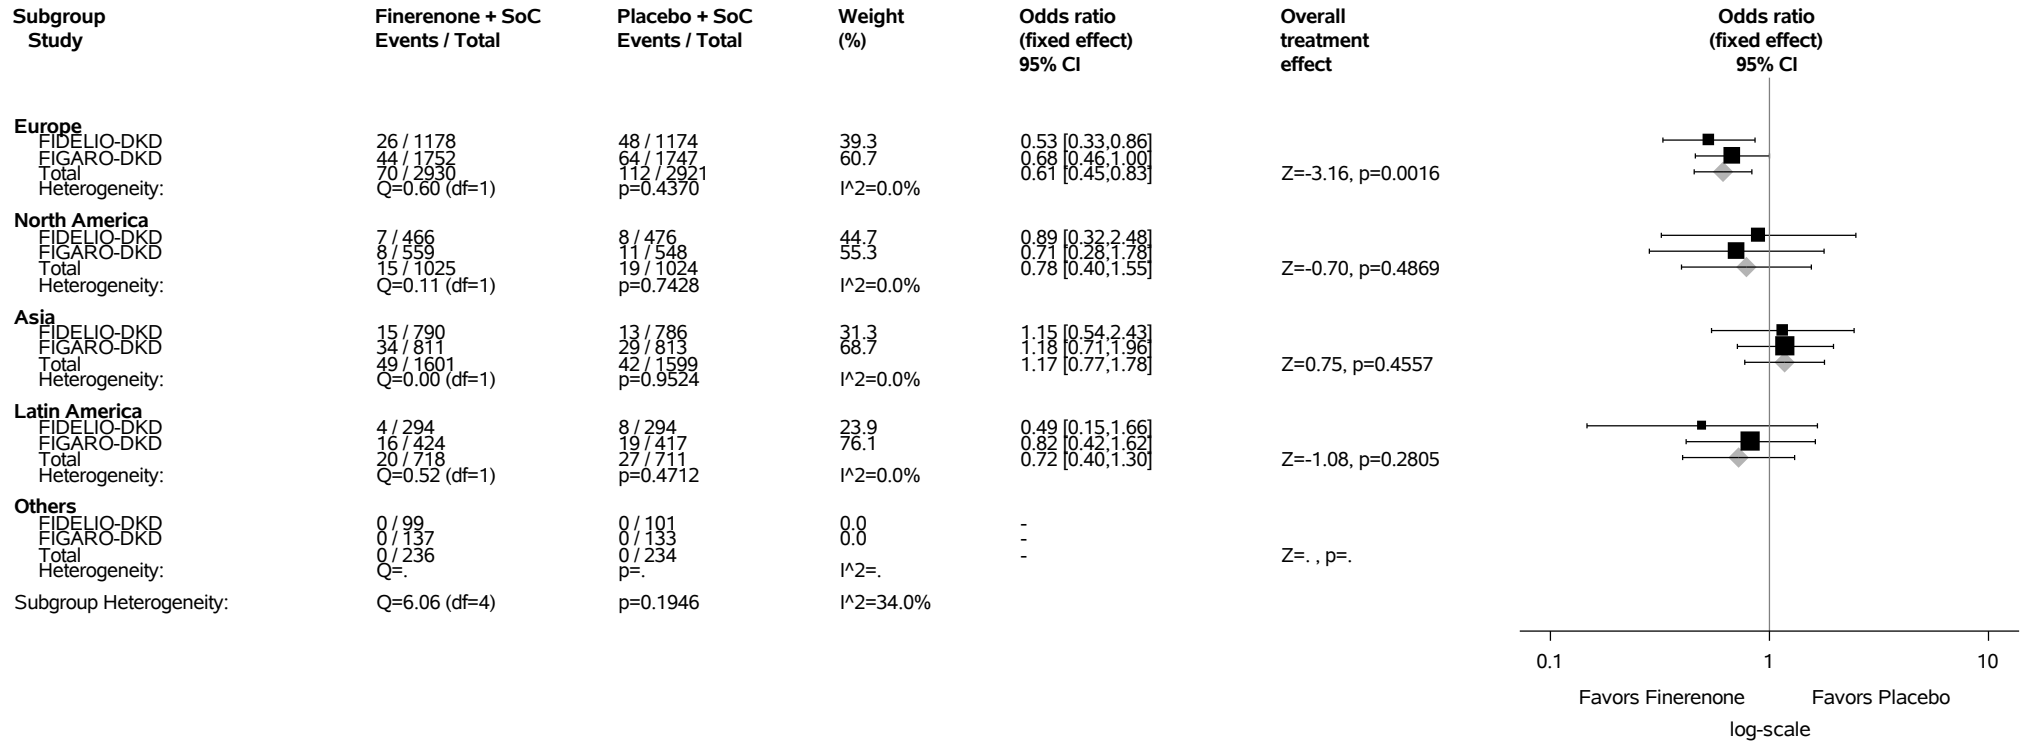 Subgroup Finerenone + SoC Placebo + SoC Weight Odds ratio Overall Odds ratio
Study Events / Total Events / Total (%) (fixed effect) treatment (fixed effect)
95% CI effect 95% CI
Europe
FIDELIO-DKD 26 / 1178 48 / 1174 39.3 0.53 [0.33,0.86]
FIGARO-DKD 44 / 1752 64 / 1747 60.7 0.68 [0.46,1.00]
Total 70 / 2930 112 / 2921 0.61 [0.45,0.83] Z=-3.16, p=0.0016
Heterogeneity: Q=0.60 (df=1) p=0.4370 I^2=0.0%
North America
FIDELIO-DKD 7 / 466 8 / 476 44.7 0.89 [0.32,2.48]
FIGARO-DKD 8 / 559 11 / 548 55.3 0.71 [0.28,1.78]
Total 15 / 1025 19 / 1024 0.78 [0.40,1.55] Z=-0.70, p=0.4869
Heterogeneity: Q=0.11 (df=1) p=0.7428 I^2=0.0%
Asia
FIDELIO-DKD 15 / 790 13 / 786 31.3 1.15 [0.54,2.43]
FIGARO-DKD 34 / 811 29 / 813 68.7 1.18 [0.71,1.96]
Total 49 / 1601 42 / 1599 1.17 [0.77,1.78] Z=0.75, p=0.4557
Heterogeneity: Q=0.00 (df=1) p=0.9524 I^2=0.0%
Latin America
FIDELIO-DKD 4 / 294 8 / 294 23.9 0.49 [0.15,1.66]
FIGARO-DKD 16 / 424 19 / 417 76.1 0.82 [0.42,1.62]
Total 20 / 718 27 / 711 0.72 [0.40,1.30] Z=-1.08, p=0.2805
Heterogeneity: Q=0.52 (df=1) p=0.4712 I^2=0.0%
Others
FIDELIO-DKD 0 / 99 0 / 101 0.0 -
FIGARO-DKD 0 / 137 0 / 133 0.0 -
Total 0 / 236 0 / 234 - Z=. , p=.
Heterogeneity: Q=. p=. I^2=.
Subgroup Heterogeneity: Q=6.06 (df=4) p=0.1946 I^2=34.0%
0.1 1 10
Favors Finerenone Favors Placebo
log-scale